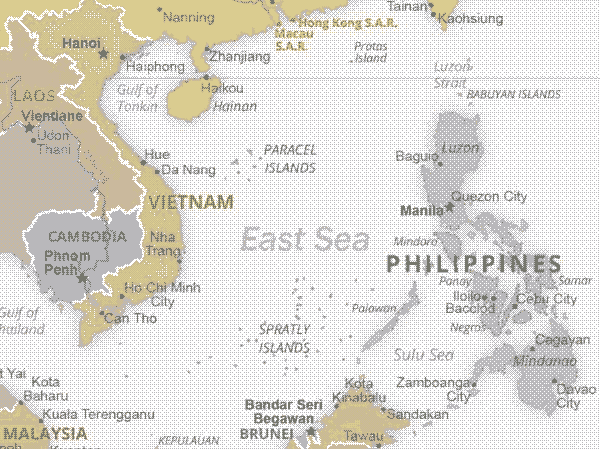 Nanning
Hong Kong S.A.R.
Macau
S.A.R.
Tainan
Kaohsiung
Hanoi
Haiphong
Zhanjiang
Protas
Island
Luzon
Strait
BABUYAN ISLANDS
Gulf of
Tonkin
Haikou
Hainan
LAOS
Vientiane
Udon
Thani
Hue
Da Nang
PARACEL
ISLANDS
Baguio
Luzon
VIETNAM
Quezon City
Manila
CAMBODIA
Phnom
Penh
Nha
Trang
East Sea
Mindoro
PHILIPPINES
Panay
Samar
Iloilo
Bacolod
Cebu City
Negros
Ho Chi Minh
City
Can Tho
Gulf of
Thailand
Palawan
SPRATLY
ISLANDS
Sulu Sea
Cagayan
Mindanao
t Yai
Kota
Baharu
Kuala Terengganu
MALAYSIA
Kota
Kinabalu
Zamboanga
City
Davao
City
Bandar Seri
Begawan
BRUNEI
Sandakan
Tawau
KEPULAUAN